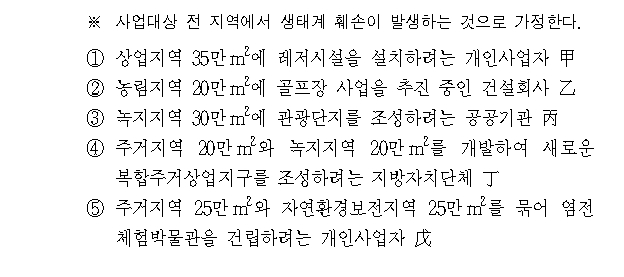 ※ 사업대상 전 지역에서 생태계 훼손이 발생하는 것으로 가정한다.
① 상업지역 35만㎡에 레저시설을 설치하려는 개인사업자 甲
② 농림지역 20만㎡에 골프장 사업을 추진 중인 건설회사 乙
③ 녹지지역 30만㎡에 관광단지를 조성하려는 공공기관 丙
④ 주거지역 20만㎡와 녹지지역 20만㎡를 개발하여 새로운
복합주거상업지구를 조성하려는 지방자치단체 丁
⑤ 주거지역 25만㎡와 자연환경보전지역 25만㎡를 묶어 염전
체험박물관을 건립하려는 개인사업자 戊